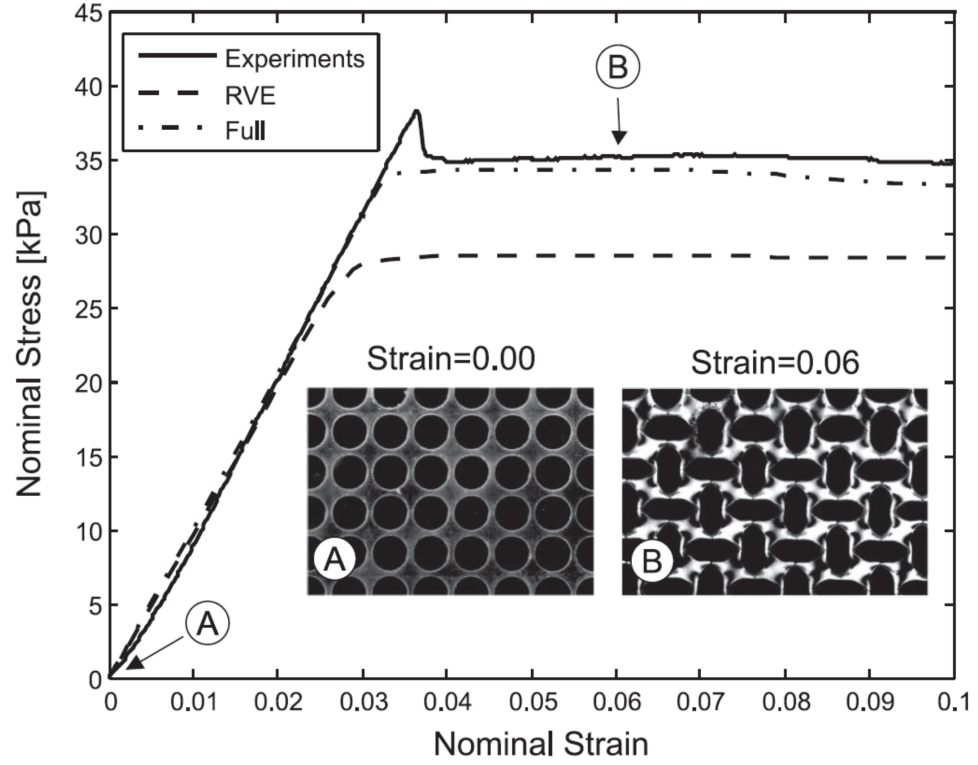 45
40
35
30
25
20
15
10
5
0
Nominal Stress [kPa]
Experiments
RVE
Full
B
Strain=0.00
Strain=0.06
A
B
A
0
0.01
0.02
0.03
0.04
0.05
0.06
0.07
0.08
0.09
0.1
Nominal Strain